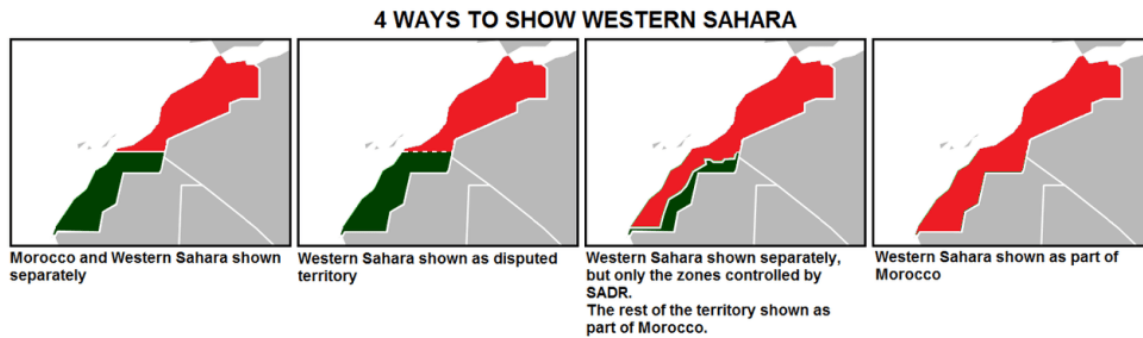 4 WAYS TO SHOW WESTERN SAHARA
Morocco and Western Sahara shown
separately
Western Sahara shown as disputed
territory
Western Sahara shown separately,
but only the zones controlled by
SADR.
The rest of the territory shown as
part of Morocco.
Western Sahara shown as part of
Morocco